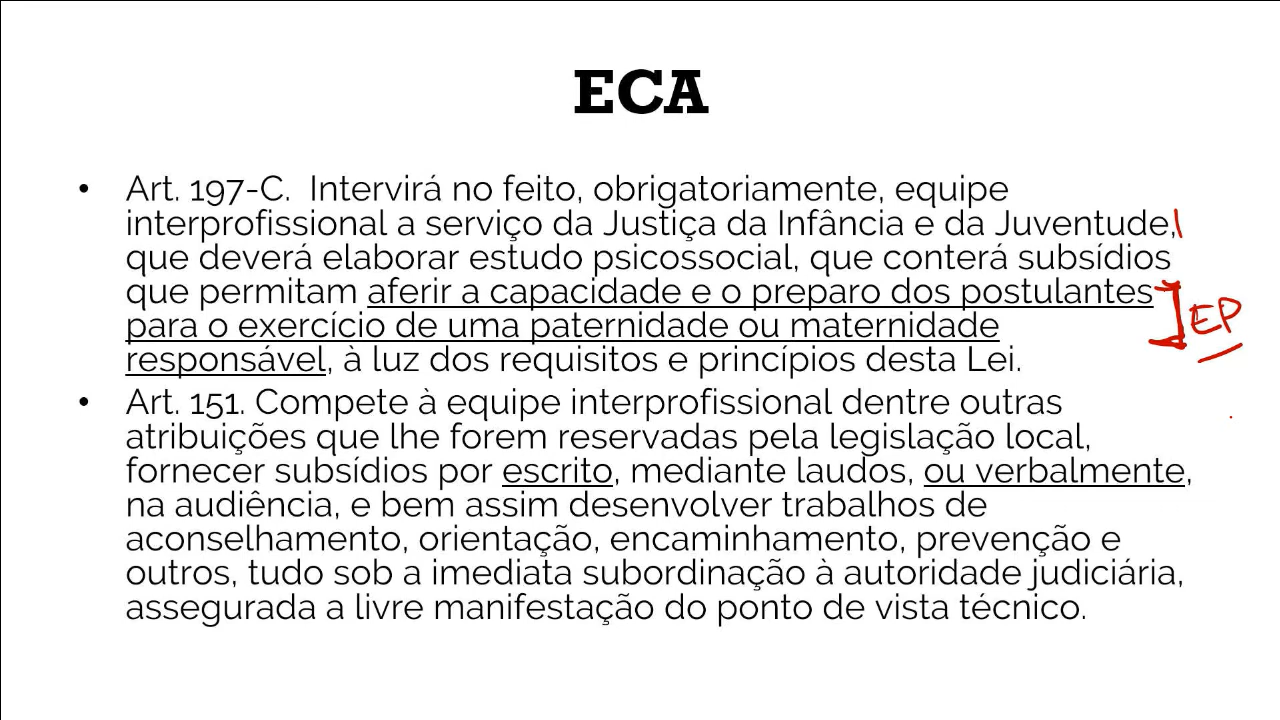 ECA
• Art. 197-C.  Intervirá no feito, obrigatoriamente, equipe
interprofissional a serviço da Justiça da Infância e da Juventude,
que deverá elaborar estudo psicossocial, que conterá subsídios
que permitam aferir a capacidade e o preparo dos postulantes
para o exercício de uma paternidade ou maternidade
EP
responsável, à luz dos requisitos e princípios desta Lei.
• Art. 151. Compete à equipe interprofissional dentre outras
atribuições que lhe forem reservadas pela legislação local,
fornecer subsídios por escrito, mediante laudos, ou verbalmente,
na audiência, e bem assim desenvolver trabalhos de
aconselhamento, orientação, encaminhamento, prevenção e
outros, tudo sob a imediata subordinação à autoridade judiciária,
assegurada a livre manifestação do ponto de vista técnico.